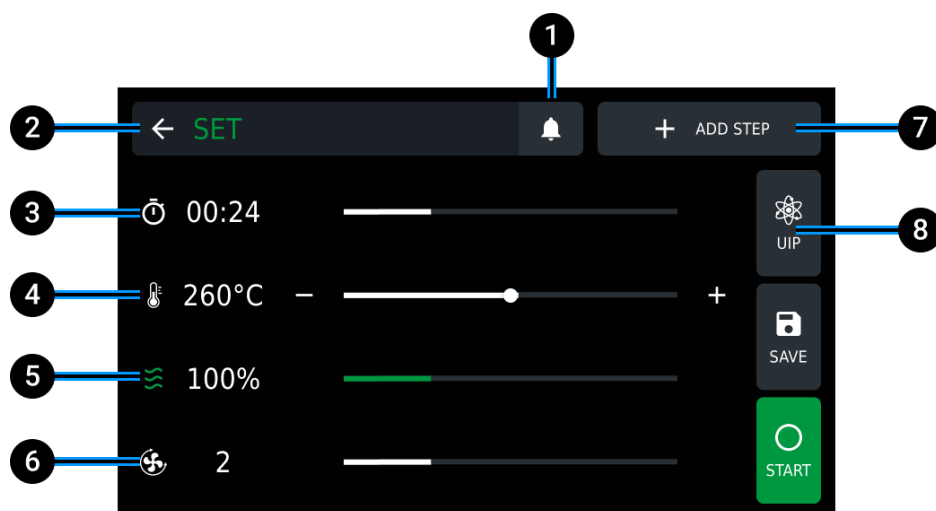 1
2
SET
+ ADD STEP
7
3
00:24
UIP
8
4
260°C
− +
SAVE
5
100%
6
2
START